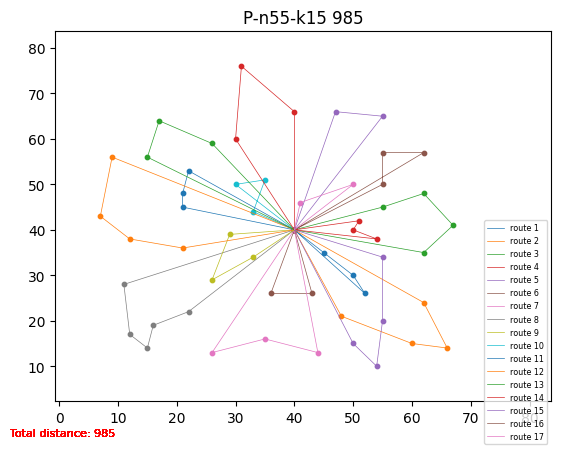 P-n55-k15 985
80
70
60
50
40
30
20
10
0 10 20 30 40 50 60 70 80
route 1
route 2
route 3
route 4
route 5
route 6
route 7
route 8
route 9
route 10
route 11
route 12
route 13
route 14
route 15
route 16
route 17
Total distance: 985